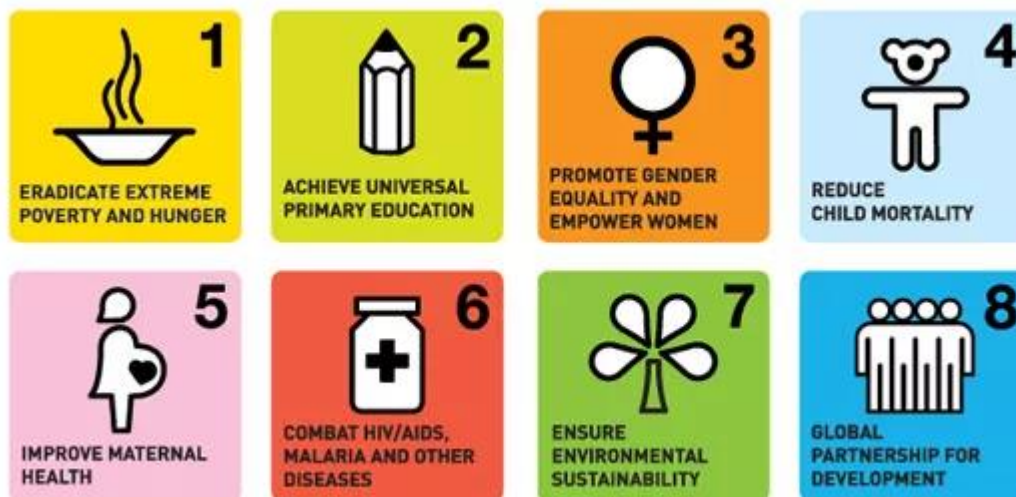 1
ERADICATE EXTREME
POVERTY AND HUNGER
2
ACHIEVE UNIVERSAL
PRIMARY EDUCATION
3
PROMOTE GENDER
EQUALITY AND
EMPOWER WOMEN
4
REDUCE
CHILD MORTALITY
5
IMPROVE MATERNAL
HEALTH
6
COMBAT HIV/AIDS,
MALARIA AND OTHER
DISEASES
7
ENSURE
ENVIRONMENTAL
SUSTAINABILITY
8
GLOBAL
PARTNERSHIP FOR
DEVELOPMENT